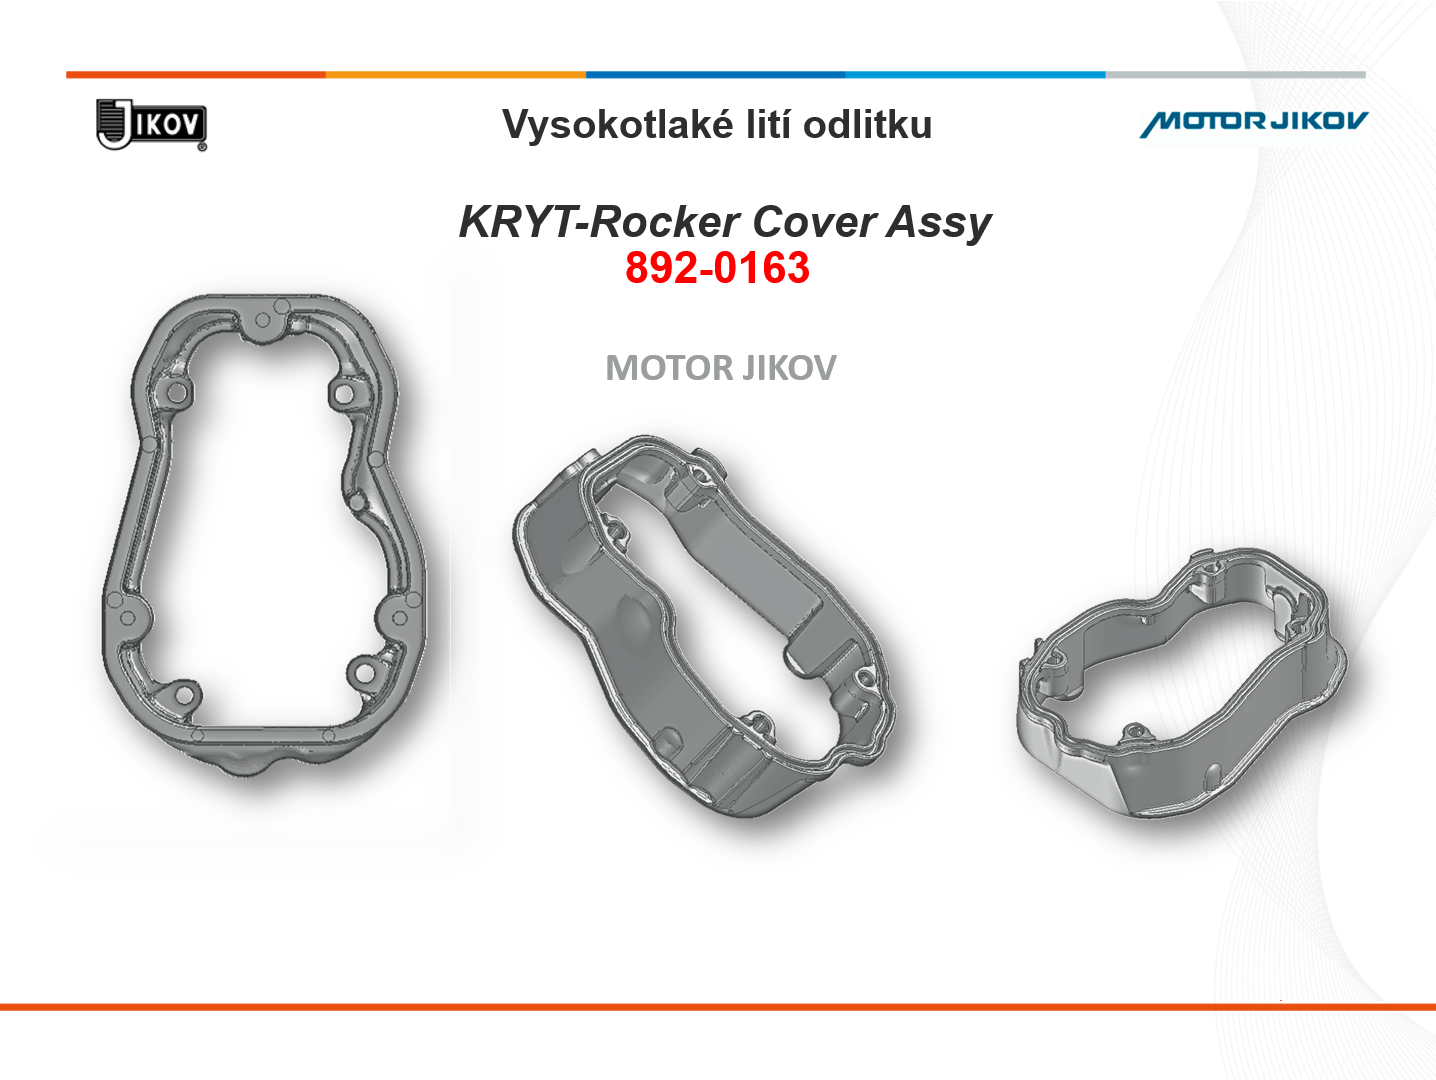 JIKOV
Vysokotlaké lití odlitku
MOTOR JIKOV
KRYT-Rocker Cover Assy
892-0163
MOTOR JIKOV